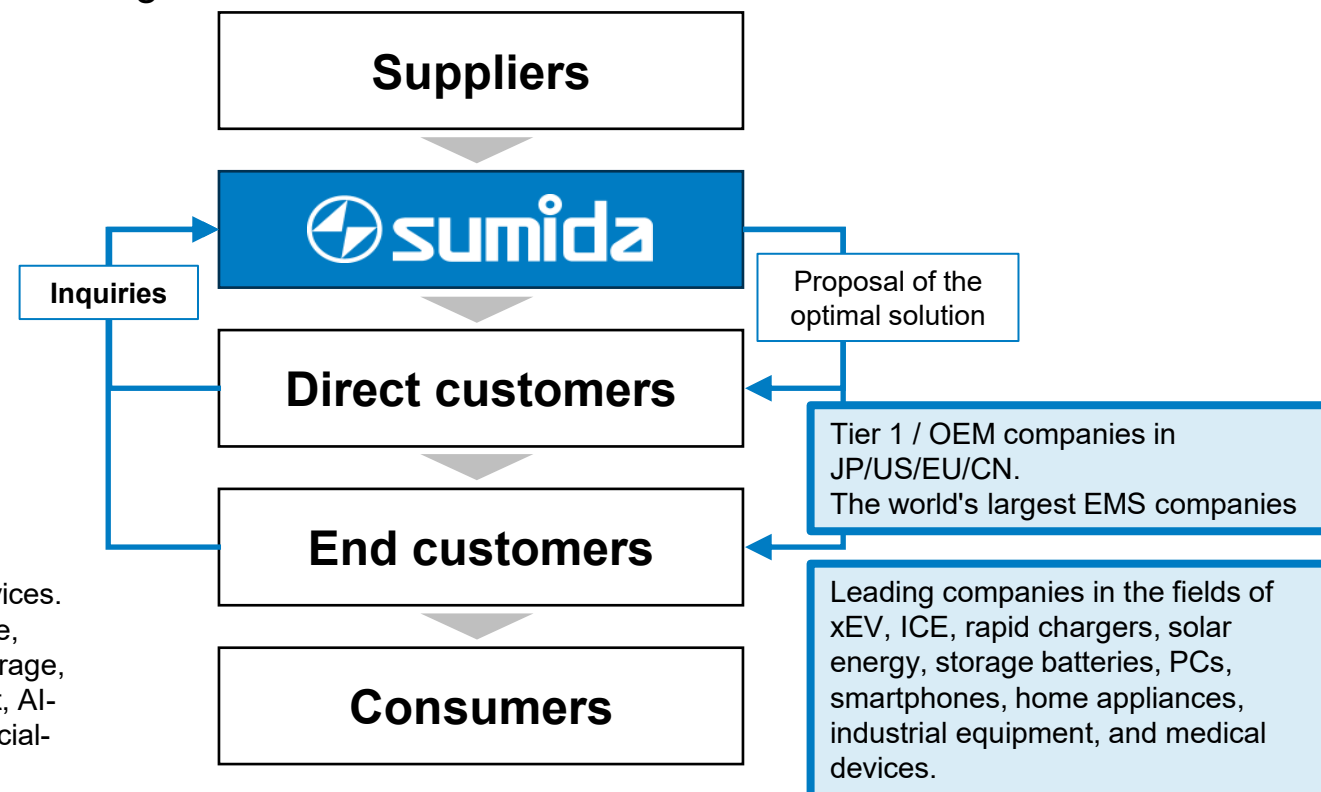 Suppliers
sumida
Inquiries
Proposal of the
optimal solution
Direct customers
Tier 1 / OEM companies in
JP/US/EU/CN.
The world's largest EMS companies
End customers
Leading companies in the fields of
xEV, ICE, rapid chargers, solar
energy, storage batteries, PCs,
smartphones, home appliances,
industrial equipment, and medical
devices.
Consumers